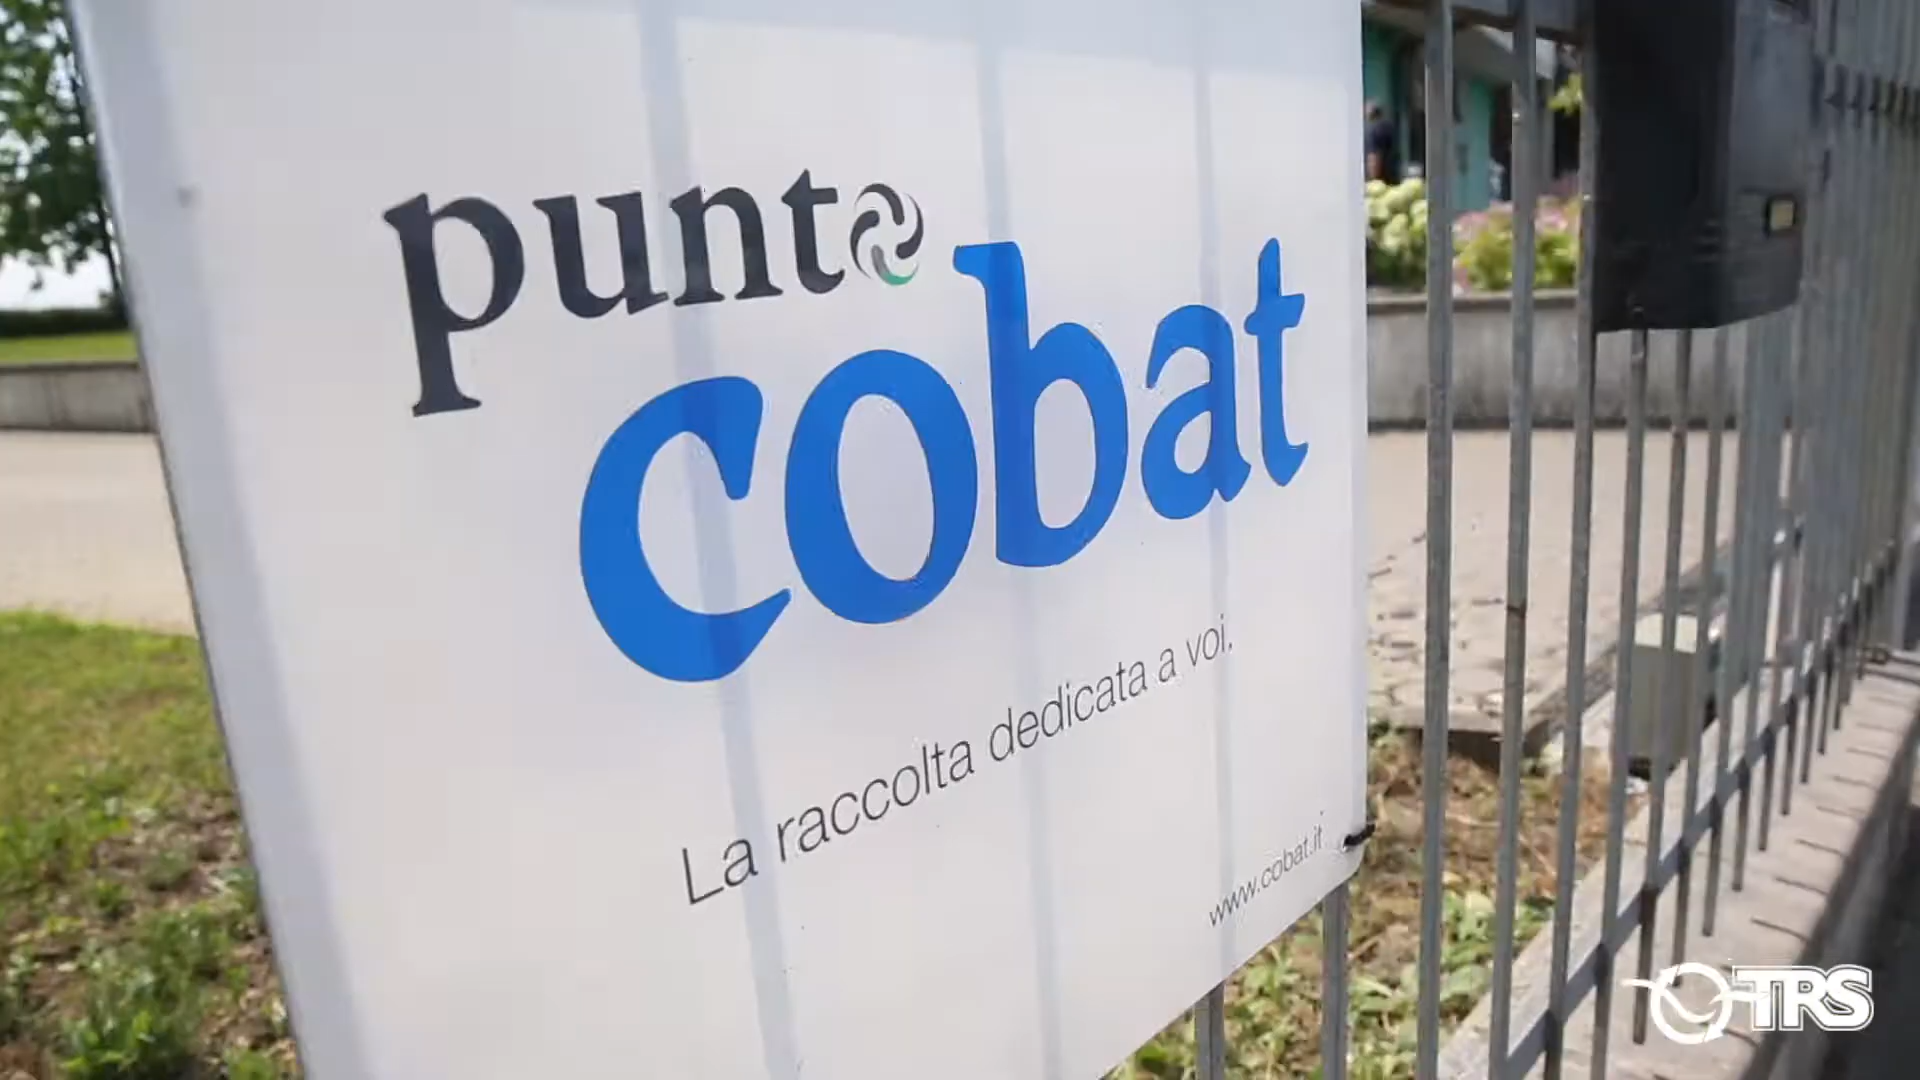 punto
cobat
La raccolta dedicata a voi.
www.cobat.it
TRS